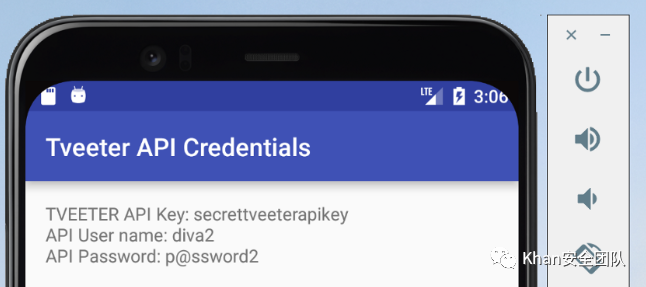 LTE 3:06
Tveeter API Credentials
TVEETER API Key: secrettveeterapikey
API User name: diva2
API Password: p@ssword2
Khan安全团队